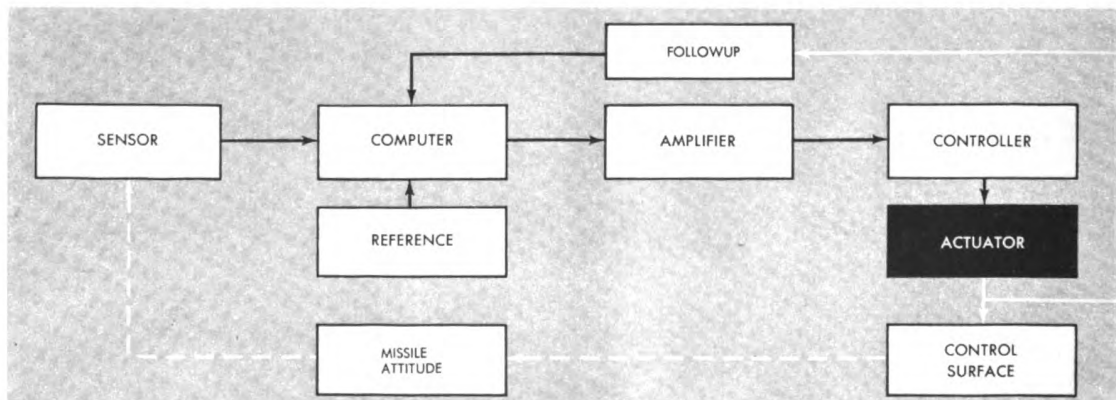 FOLLOWUP
SENSOR
COMPUTER
AMPLIFIER
CONTROLLER
REFERENCE
ACTUATOR
MISSILE
ATTITUDE
CONTROL
SURFACE